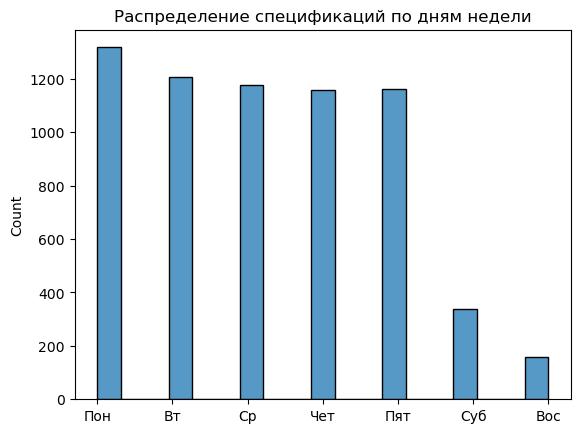 Распределение спецификаций по дням недели
1200
1000
800
600
400
200
0
Count
Пон Вт Ср Чет Пят Суб Вос